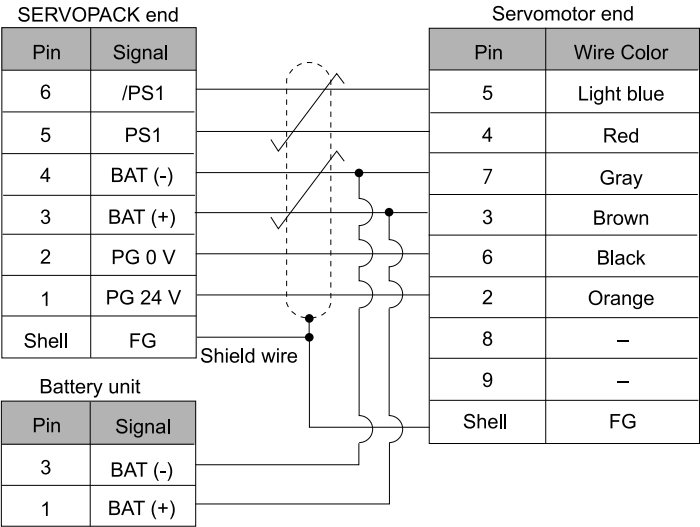 SERVOPACK end
Pin Signal
6 /PS1
5 PS1
4 BAT (-)
3 BAT (+)
2 PG 0 V
1 PG 24 V
Shell FG
Shield wire
Servomotor end
Pin Wire Color
5 Light blue
4 Red
7 Gray
3 Brown
6 Black
2 Orange
8 –
9 –
Shell FG
Battery unit
Pin Signal
3 BAT (-)
1 BAT (+)